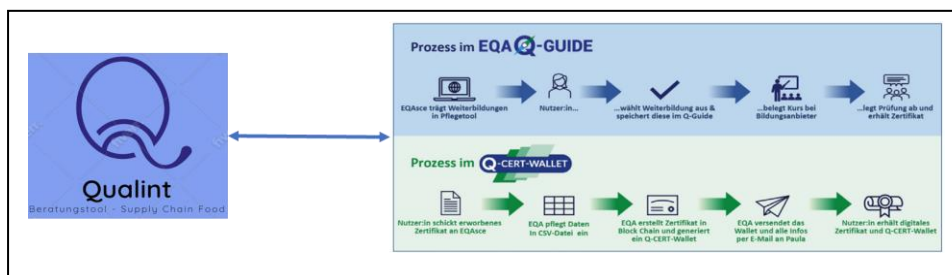 Qualint
Beratungstool - Supply Chain Food
Prozess im EQA Q-GUIDE
EQAsce trägt Weiterbildungen
in Pflegetool
Nutzer:in...
...wählt Weiterbildung aus &
speichert diese im Q-Guide
...belegt Kurs bei
Bildungsanbieter
...legt Prüfung ab und
erhält Zertifikat
Prozess im Q-CERT-WALLET
Nutzer:in schickt erworbenes
Zertifikat an EQAsce
EQA pflegt Daten
in CSV-Datei ein
EQA erstellt Zertifikat in
Block Chain und generiert
ein Q-CERT-Wallet
EQA versendet das
Wallet und alle Infos
per E-Mail an Paula
Nutzer:in erhält digitales
Zertifikat und Q-CERT-Wallet